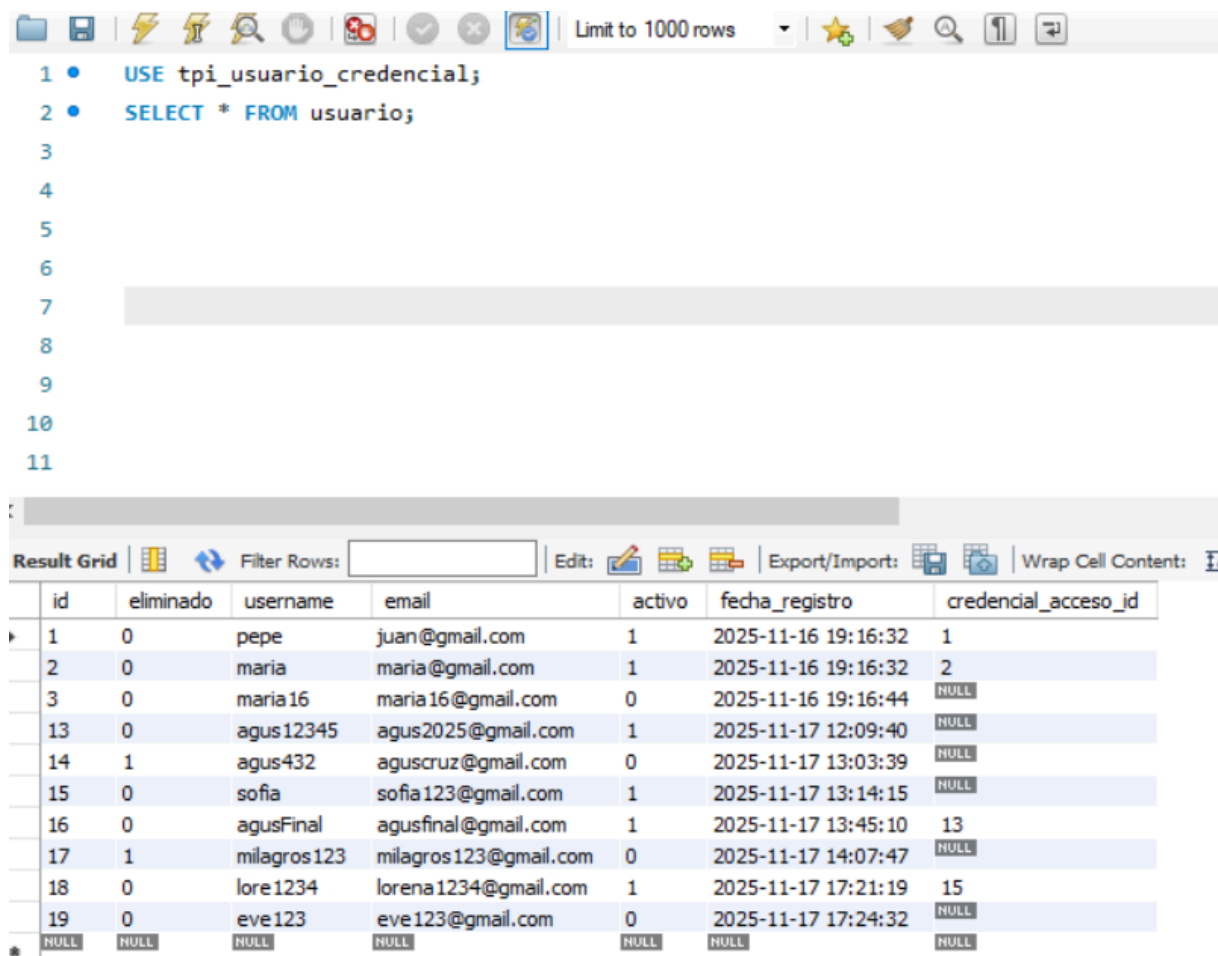 Limit to 1000 rows
1 USE tpi_usuario_credencial;
2 SELECT * FROM usuario;
3
4
5
6
7
8
9
10
11
Result Grid Filter Rows: Edit: Export/Import: Wrap Cell Content:
id eliminado username email activo fecha_registro credencial_acceso_id
1 0 pepe juan@gmail.com 1 2025-11-16 19:16:32 1
2 0 maria maria@gmail.com 1 2025-11-16 19:16:32 2
3 0 maria16 maria16@gmail.com 0 2025-11-16 19:16:44 NULL
13 0 agus12345 agus2025@gmail.com 1 2025-11-17 12:09:40 NULL
14 1 agus432 aguscruz@gmail.com 0 2025-11-17 13:03:39 NULL
15 0 sofia sofia123@gmail.com 1 2025-11-17 13:14:15 NULL
16 0 agusFinal agusfinal@gmail.com 1 2025-11-17 13:45:10 13
17 1 milagros123 milagros123@gmail.com 0 2025-11-17 14:07:47 NULL
18 0 lore1234 lorena1234@gmail.com 1 2025-11-17 17:21:19 15
19 0 eve123 eve123@gmail.com 0 2025-11-17 17:24:32 NULL
NULL NULL NULL NULL NULL NULL NULL